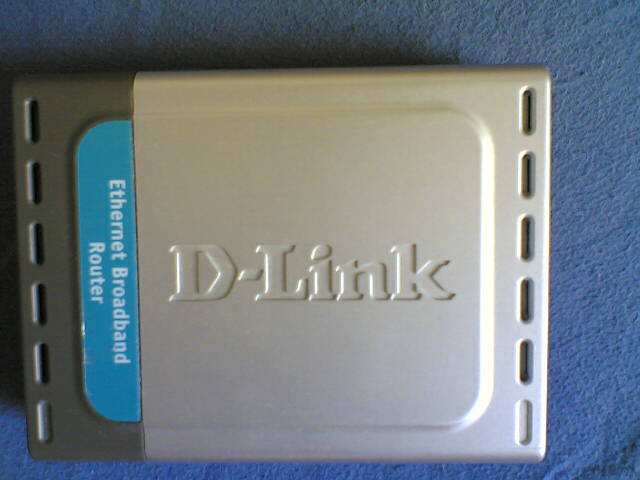 Ethernet Broadband
Router
D-Link